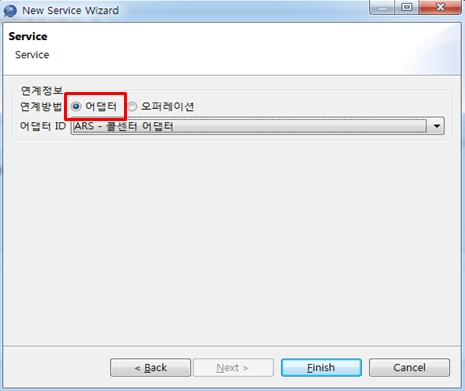 New Service Wizard
Service
Service
연계정보
연계방법 어댑터 오퍼레이션
어댑터 ID ARS - 콜센터 어댑터
< Back Next > Finish Cancel